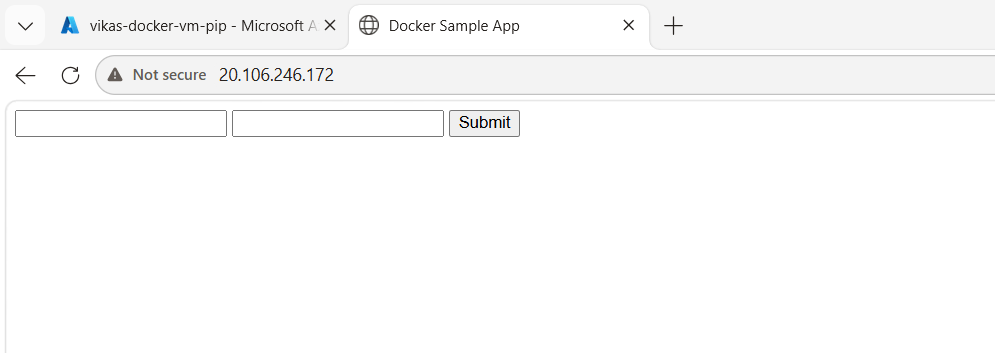 vikas-docker-vm-pip - Microsoft A
Docker Sample App
Not secure 20.106.246.172
Submit